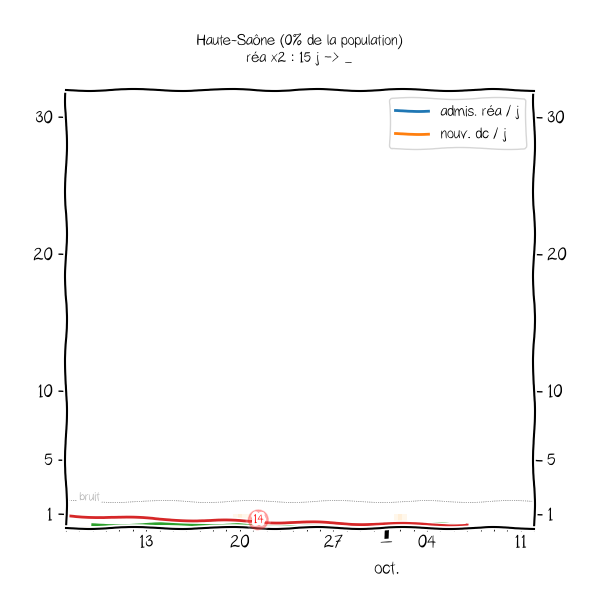 Haute-Saône (0% de la population)
réa x2 : 15 j -> _
admis. réa / j
nouv. dc / j
30
30
20
20
10
10
5
5
bruit
1
1
14
13
20
27
04
11
oct.